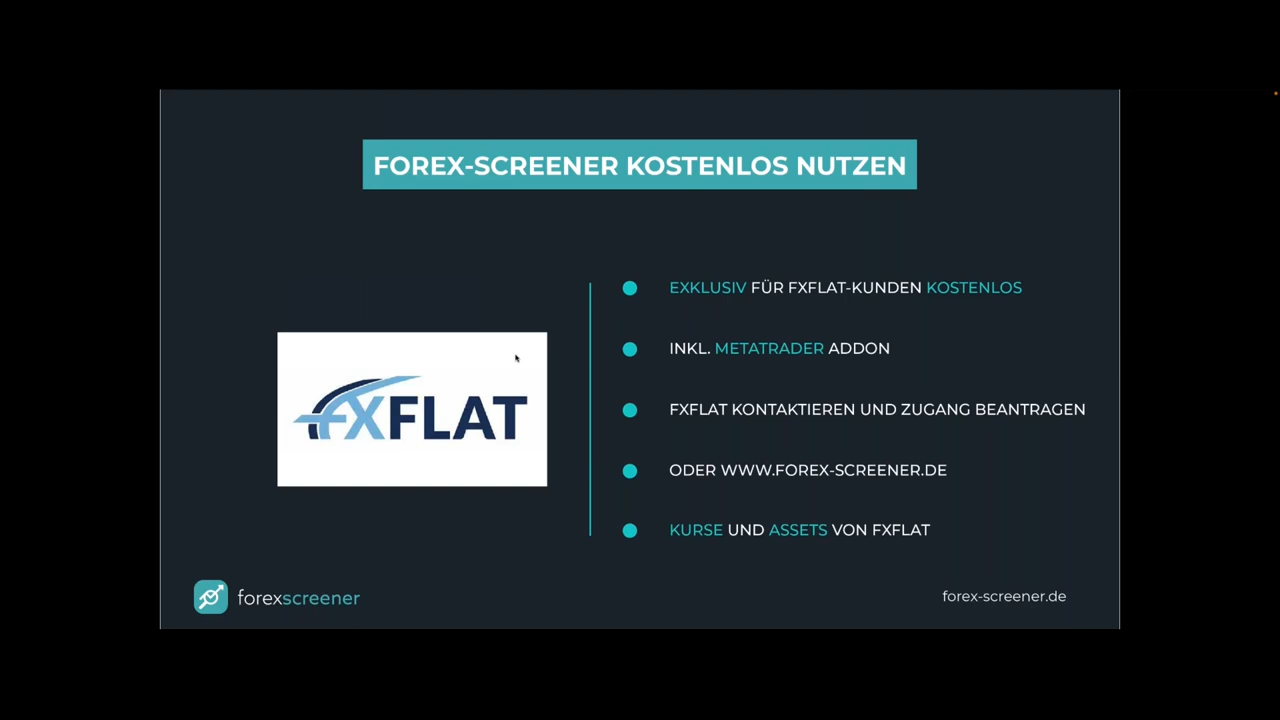 FOREX-SCREENER KOSTENLOS NUTZEN
FXFLAT
EXKLUSIV FÜR FXFLAT-KUNDEN KOSTENLOS
INKL. METATRADER ADDON
FXFLAT KONTAKTIEREN UND ZUGANG BEANTRAGEN
ODER WWW.FOREX-SCREENER.DE
KURSE UND ASSETS VON FXFLAT
forexscreener
forex-screener.de